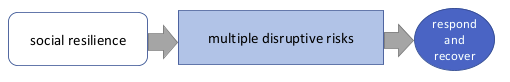 social resilience
multiple disruptive risks
respond
and
recover